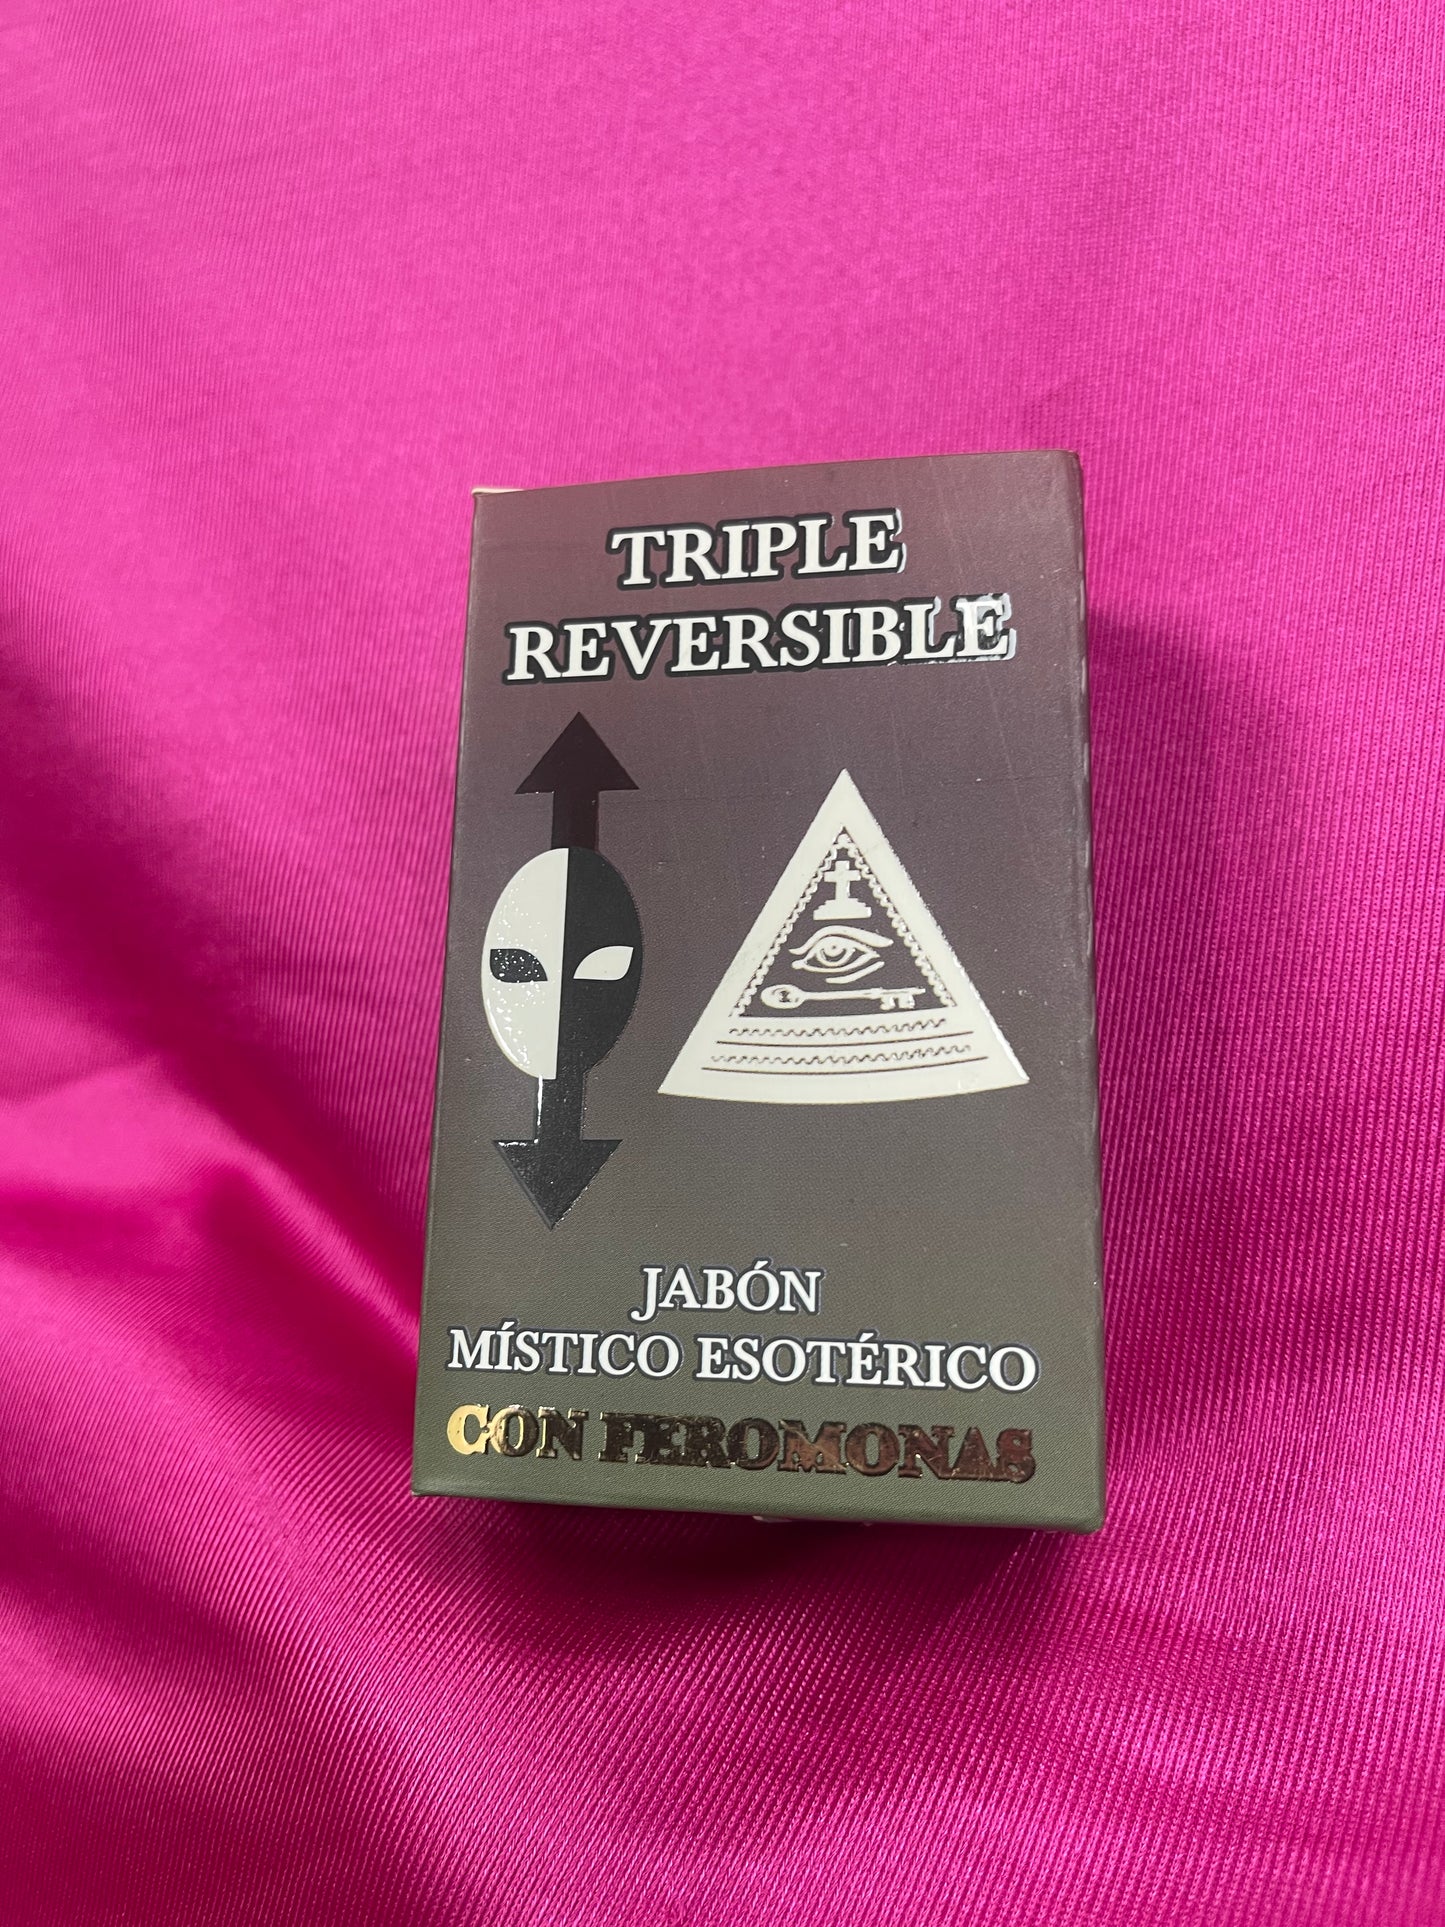 TRIPLE
REVERSIBLE
JABÓN
MÍSTICO ESOTÉRICO
CON FEROMONAS